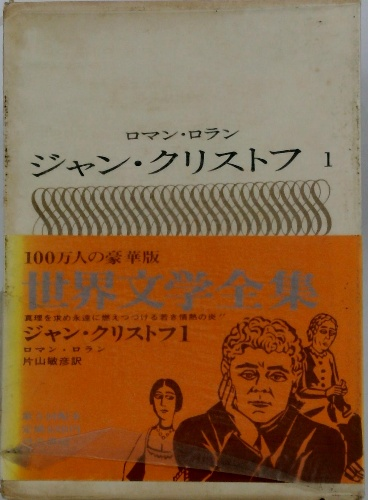 ロマン・ロラン
ジャン・クリストフ 1
100万人の豪華版
世界文学全集
真理を求め永遠に燃えつづける若き情熱の炎!
ジャン・クリストフ1
ロマン・ロラン
片山敏彦訳